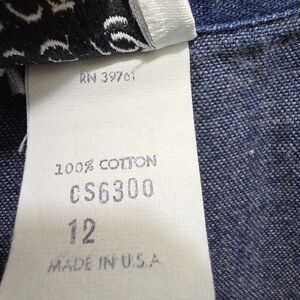 RN 39761
100% COTTON
CS6300
12
MADE IN U.S.A